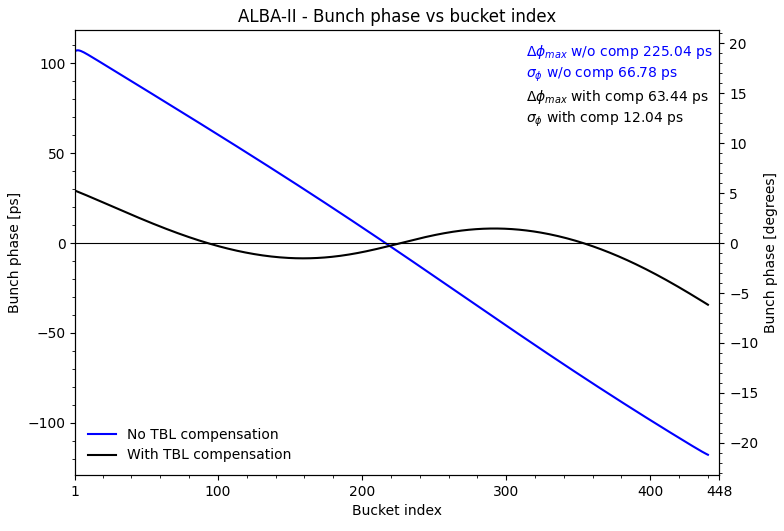 ALBA-II - Bunch phase vs bucket index
Δϕmax w/o comp 225.04 ps
σϕ w/o comp 66.78 ps
Δϕmax with comp 63.44 ps
σϕ with comp 12.04 ps
Bunch phase [ps]
100
50
0
−50
−100
20
15
10
5
0
−5
−10
−15
−20
Bunch phase [degrees]
No TBL compensation
With TBL compensation
1 100 200 300 400 448
Bucket index